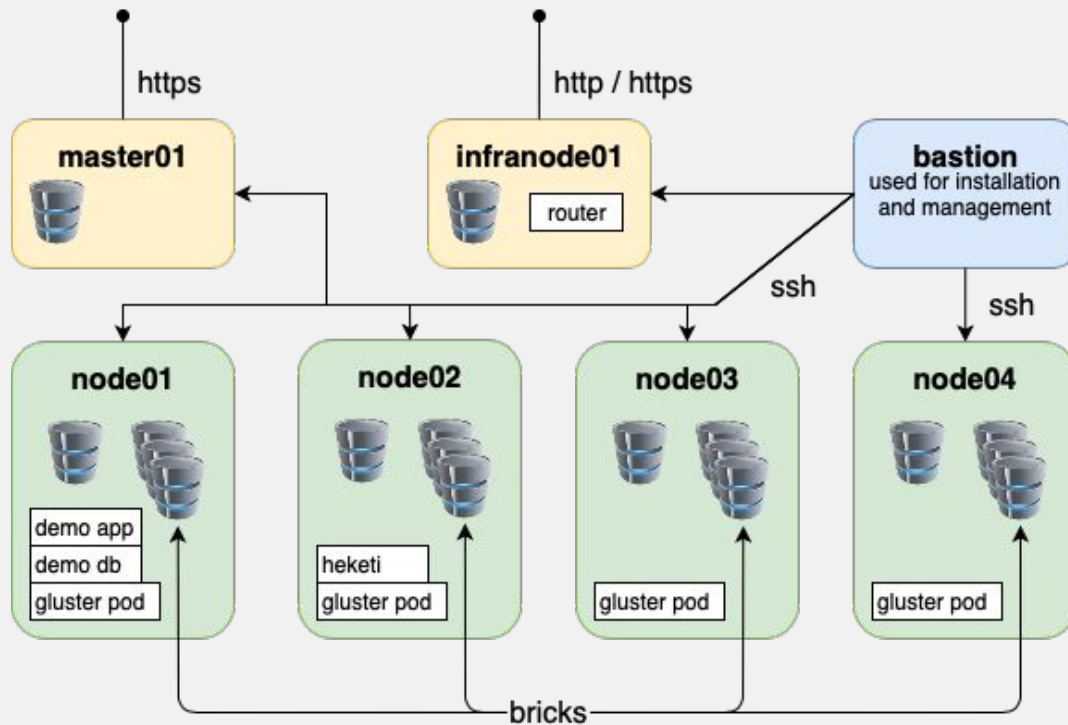 https
http / https
master01
infranode01
router
bastion
used for installation
and management
ssh
ssh
node01
demo app
demo db
gluster pod
node02
heketi
gluster pod
node03
gluster pod
node04
gluster pod
bricks